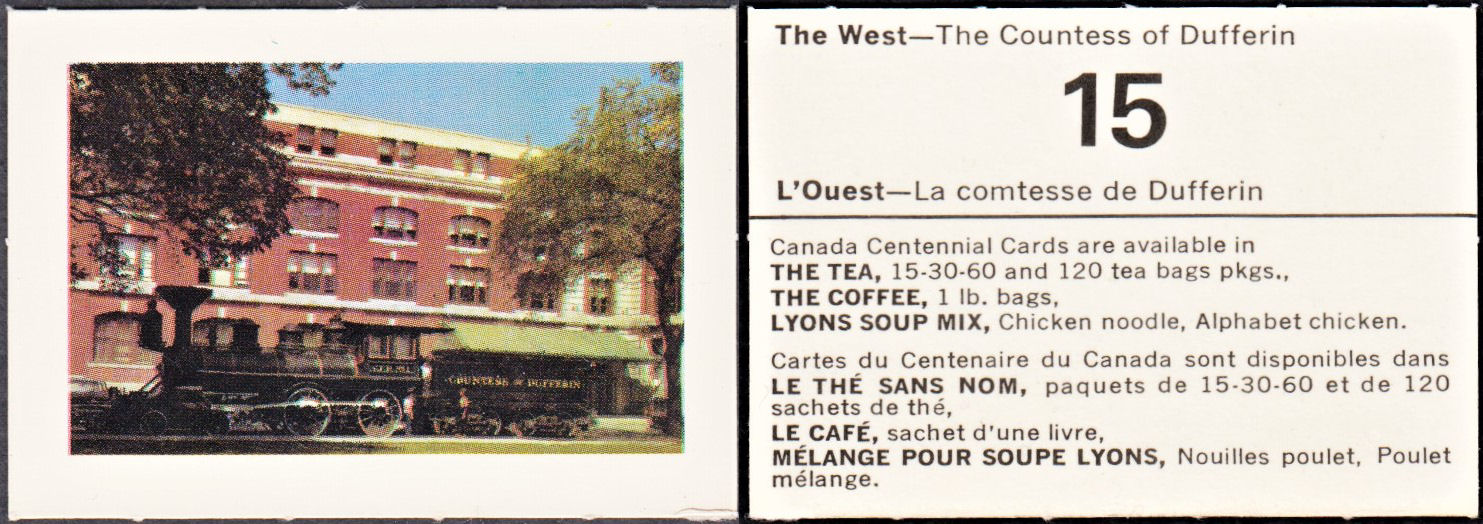 COUNTESS OF DUFFERIN
The West—The Countess of Dufferin
15
L'Ouest—La comtesse de Dufferin
Canada Centennial Cards are available in
THE TEA, 15-30-60 and 120 tea bags pkgs.,
THE COFFEE, 1 lb. bags,
LYONS SOUP MIX, Chicken noodle, Alphabet chicken.
Cartes du Centenaire du Canada sont disponibles dans
LE THÉ SANS NOM, paquets de 15-30-60 et de 120
sachets de thé,
LE CAFÉ, sachet d'une livre,
MÉLANGE POUR SOUPE LYONS, Nouilles poulet, Poulet
mélange.